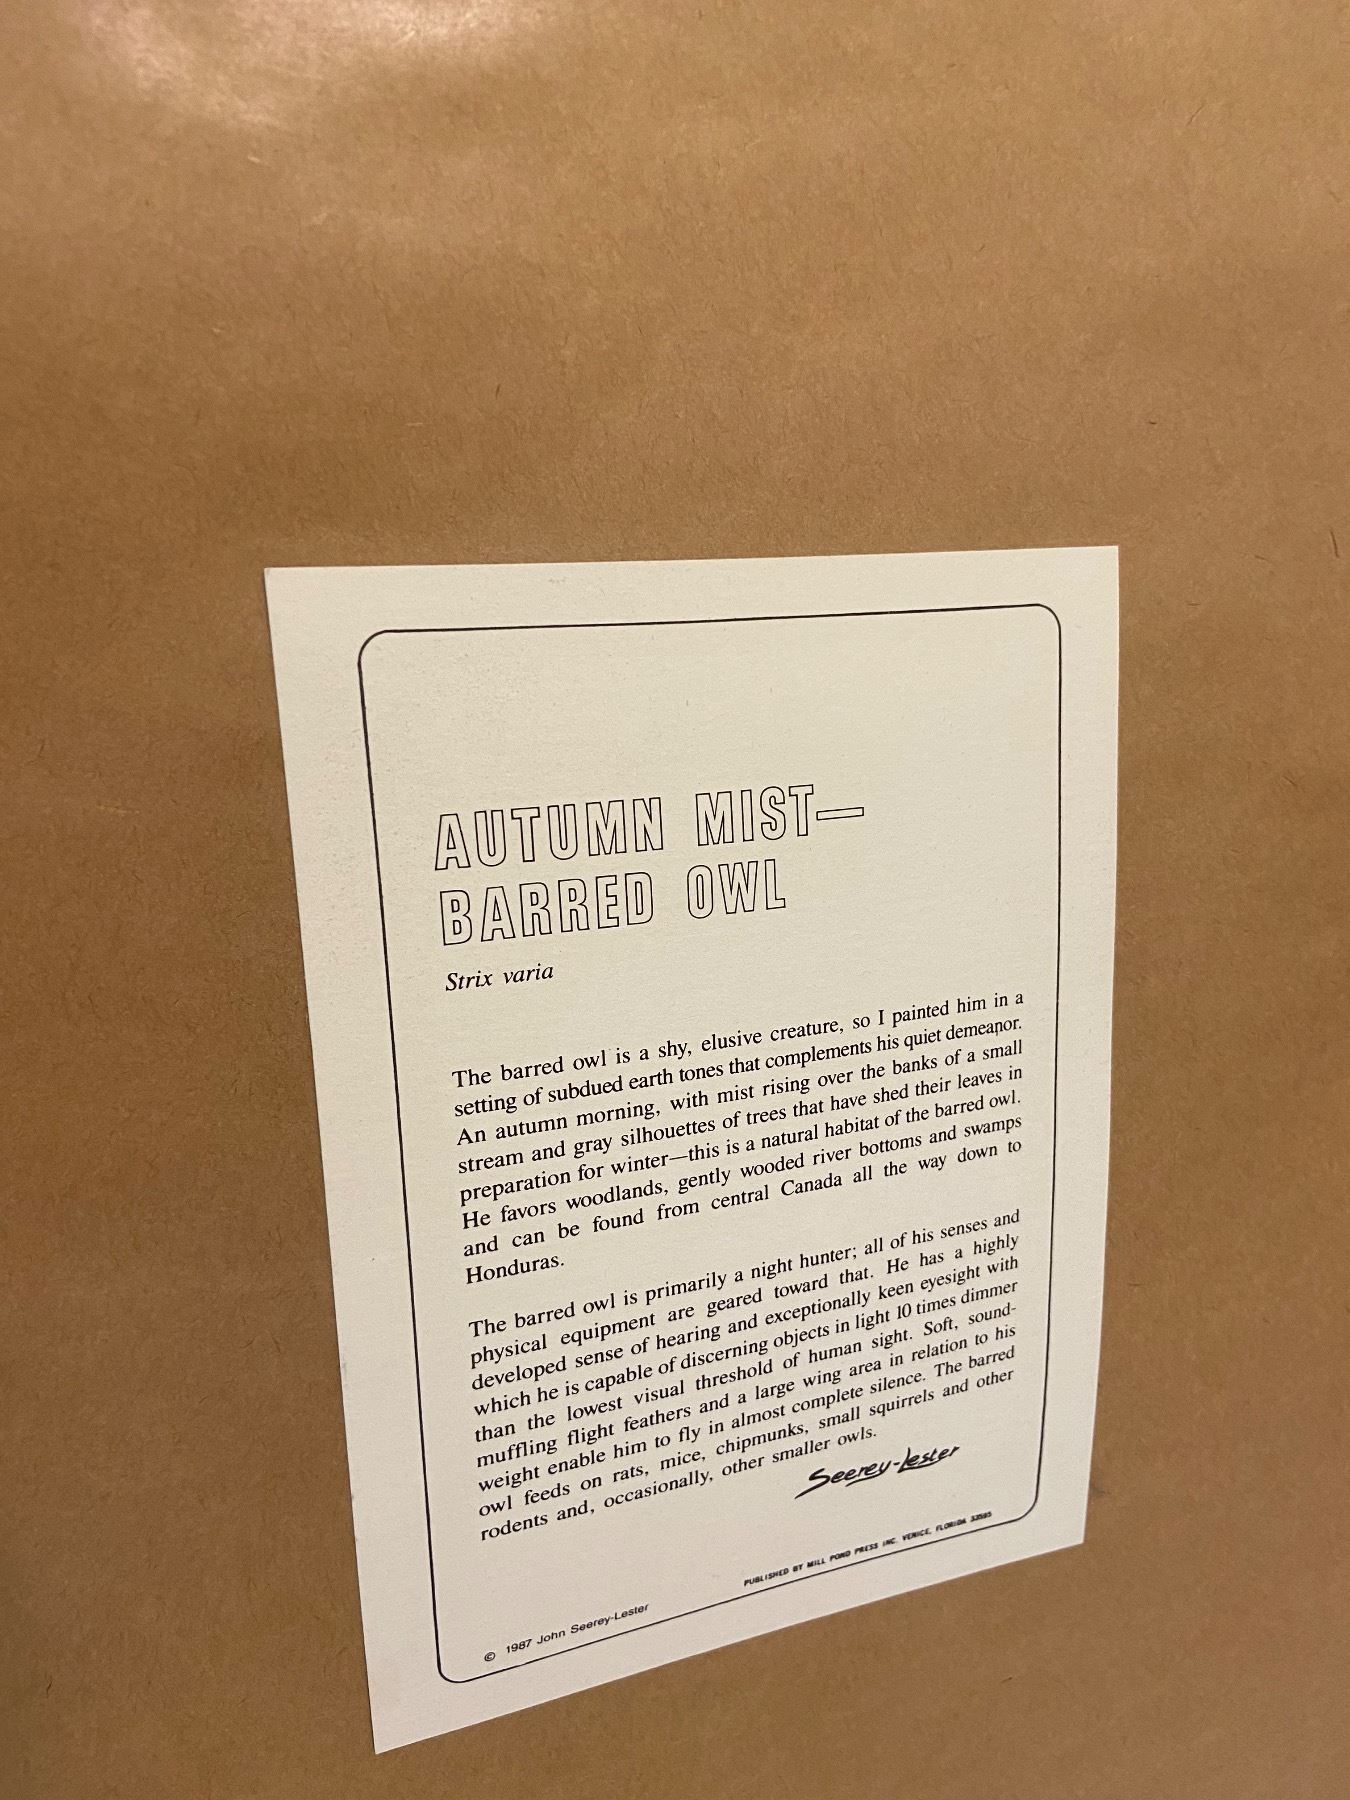 AUTUMN MIST—
BARRED OWL
Strix varia
The barred owl is a shy, elusive creature, so I painted him in a
setting of subdued earth tones that complements his quiet demeanor.
An autumn morning, with mist rising over the banks of a small
stream and gray silhouettes of trees that have shed their leaves in
preparation for winter—this is a natural habitat of the barred owl.
He favors woodlands, gently wooded river bottoms and swamps
and can be found from central Canada all the way down to
Honduras.
The barred owl is primarily a night hunter; all of his senses and
physical equipment are geared toward that. He has a highly
developed sense of hearing and exceptionally keen eyesight with
which he is capable of discerning objects in light 10 times dimmer
than the lowest visual threshold of human sight. Soft, sound-
muffling flight feathers and a large wing area in relation to his
weight enable him to fly in almost complete silence. The barred
owl feeds on rats, mice, chipmunks, small squirrels and other
rodents and, occasionally, other smaller owls.
Seerey-Lester
PUBLISHED BY MILL POND PRESS INC. VENICE, FLORIDA 33595
© 1987 John Seerey-Lester